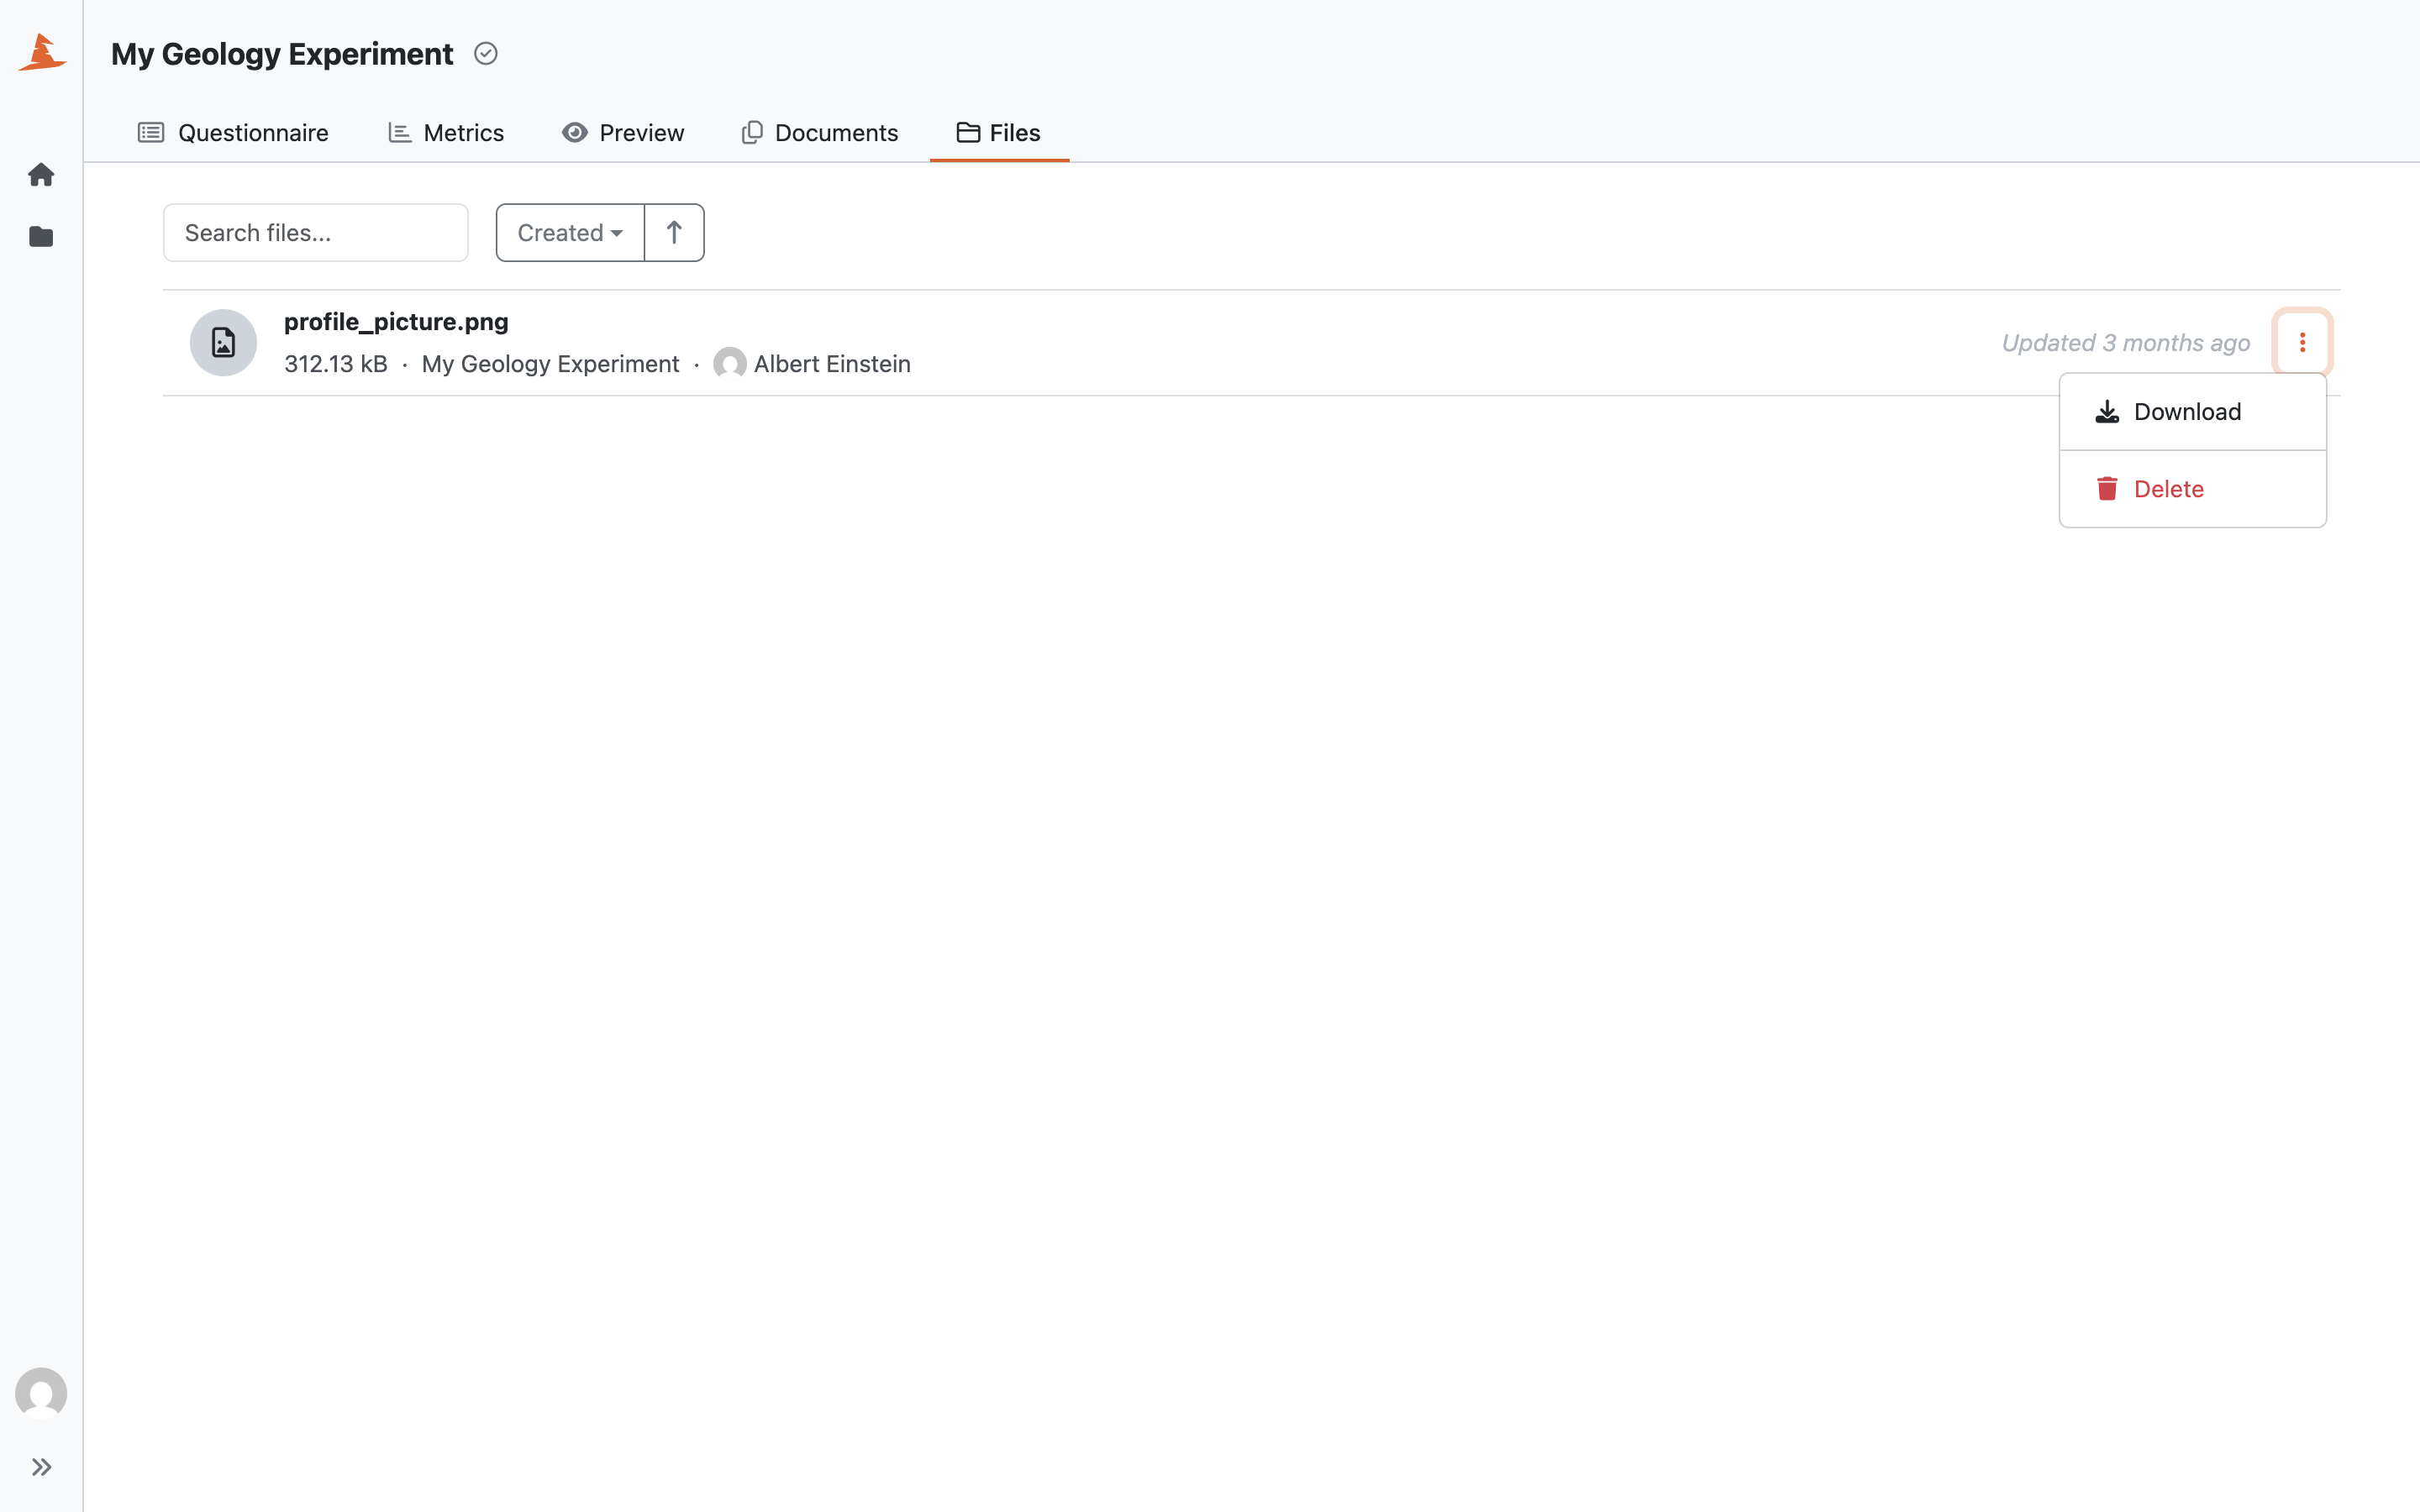 My Geology Experiment
Questionnaire Metrics Preview Documents Files
Search files... Created
profile_picture.png
312.13 kB · My Geology Experiment · Albert Einstein
Updated 3 months ago
Download
Delete